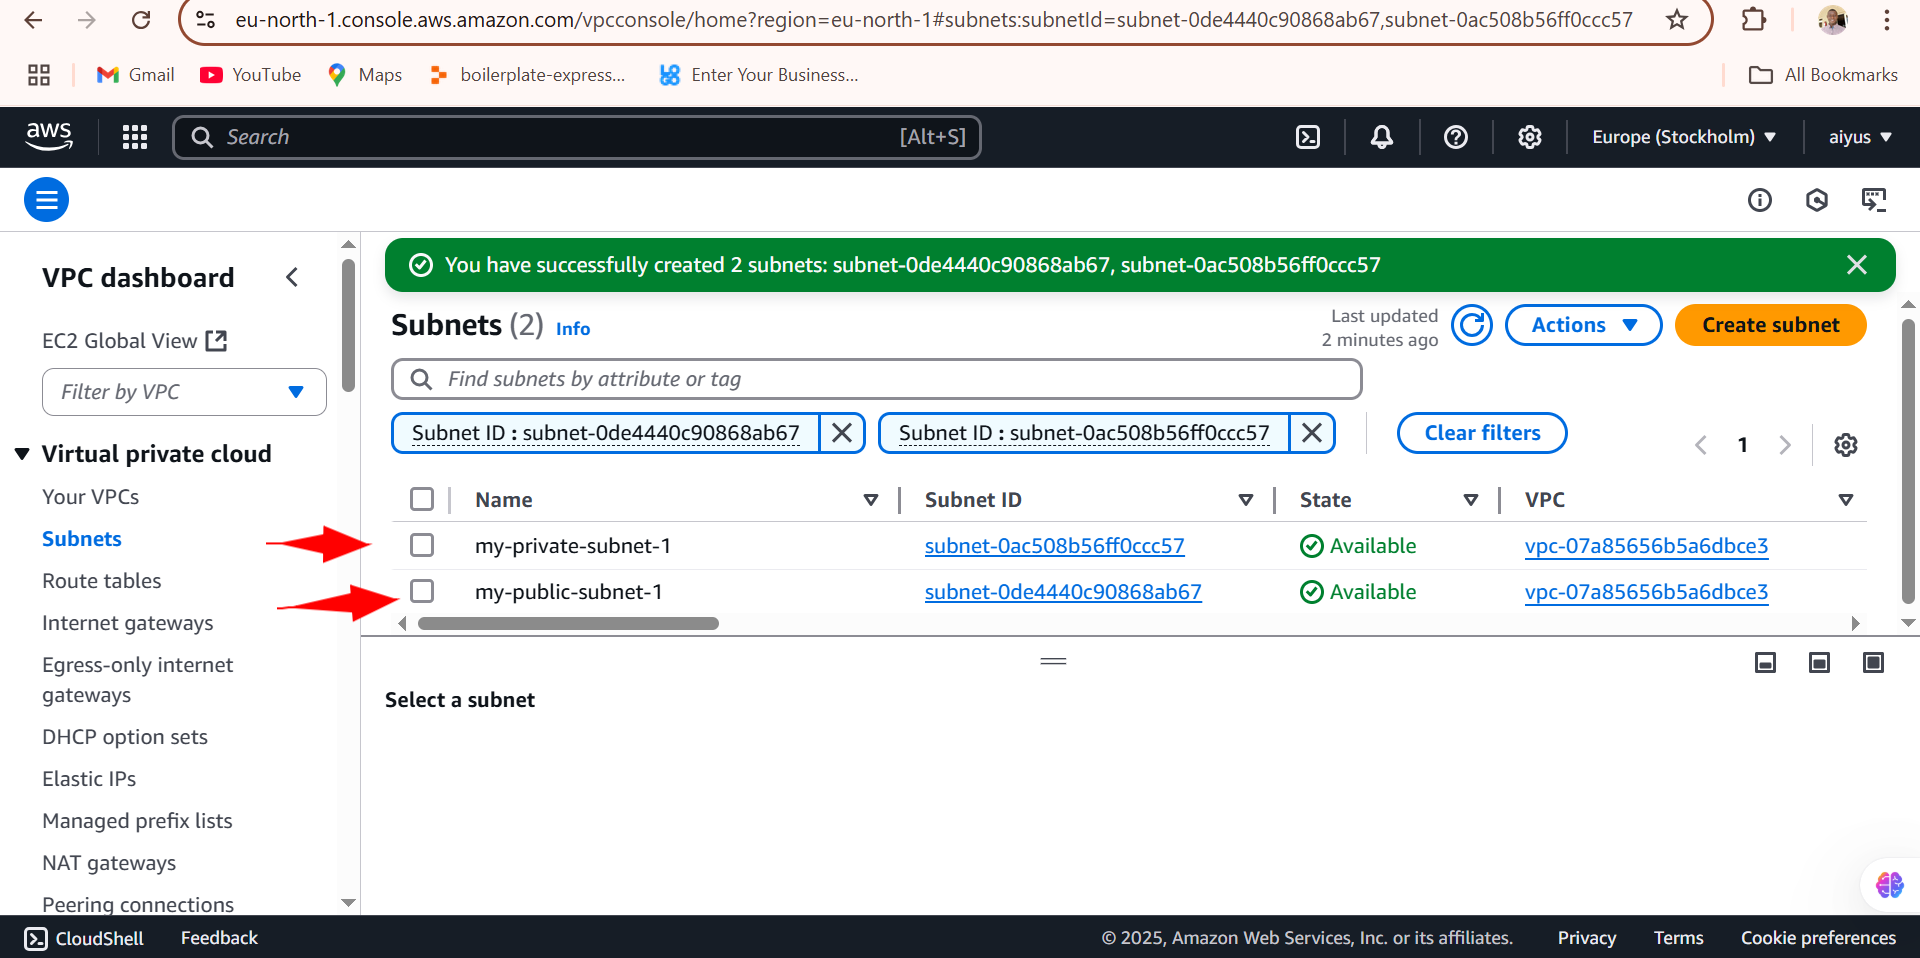 eu-north-1.console.aws.amazon.com/vpcconsole/home?region=eu-north-1#subnets:subnetId=subnet-0de4440c90868ab67,subnet-0ac508b56ff0ccc57
Gmail YouTube Maps boilerplate-express... Enter Your Business... All Bookmarks
aws Search [Alt+S] Europe (Stockholm) aiyus
VPC dashboard
EC2 Global View
Filter by VPC
Virtual private cloud
Your VPCs
Subnets
Route tables
Internet gateways
Egress-only internet
gateways
DHCP option sets
Elastic IPs
Managed prefix lists
NAT gateways
Peering connections
You have successfully created 2 subnets: subnet-0de4440c90868ab67, subnet-0ac508b56ff0ccc57
Subnets (2) Info
Last updated
2 minutes ago
Actions
Create subnet
Find subnets by attribute or tag
Subnet ID : subnet-0de4440c90868ab67 Subnet ID : subnet-0ac508b56ff0ccc57 Clear filters
1
Name Subnet ID State VPC
my-private-subnet-1 subnet-0ac508b56ff0ccc57 Available vpc-07a85656b5a6dbce3
my-public-subnet-1 subnet-0de4440c90868ab67 Available vpc-07a85656b5a6dbce3
Select a subnet
CloudShell Feedback © 2025, Amazon Web Services, Inc. or its affiliates. Privacy Terms Cookie preferences